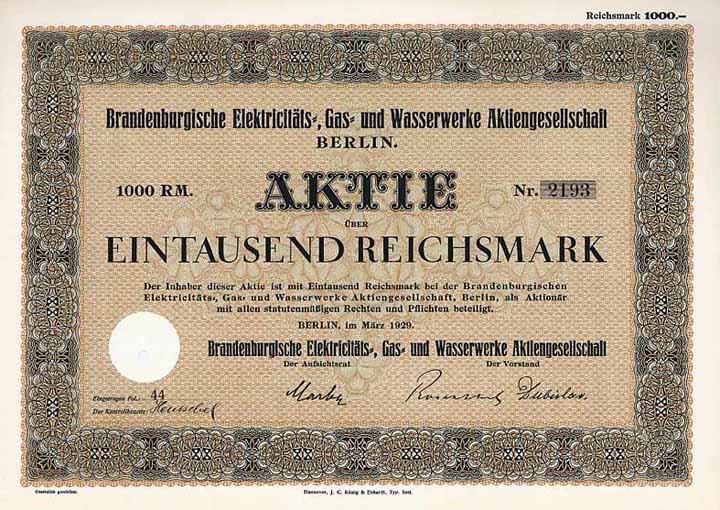 Reichsmark 1000.—
Brandenburgische Elektricitäts-, Gas- und Wasserwerke Aktiengesellschaft
BERLIN.
1000 RM. AKTIE Nr. 2193
ÜBER
EINTAUSEND REICHSMARK
Der Inhaber dieser Aktie ist mit Eintausend Reichsmark bei der Brandenburgischen
Elektricitäts-, Gas- und Wasserwerke Aktiengesellschaft, Berlin, als Aktionär
mit allen statutenmäßigen Rechten und Pflichten beteiligt.
BERLIN, im März 1929.
Brandenburgische Elektricitäts-, Gas- und Wasserwerke Aktiengesellschaft
Der Aufsichtsrat Der Vorstand
Eingetragen Fol.: 44
Der Kontrollbeamte:
Gesetzlich geschützt.
Hannover, J. C. König & Ebhardt, Typ. Inst.